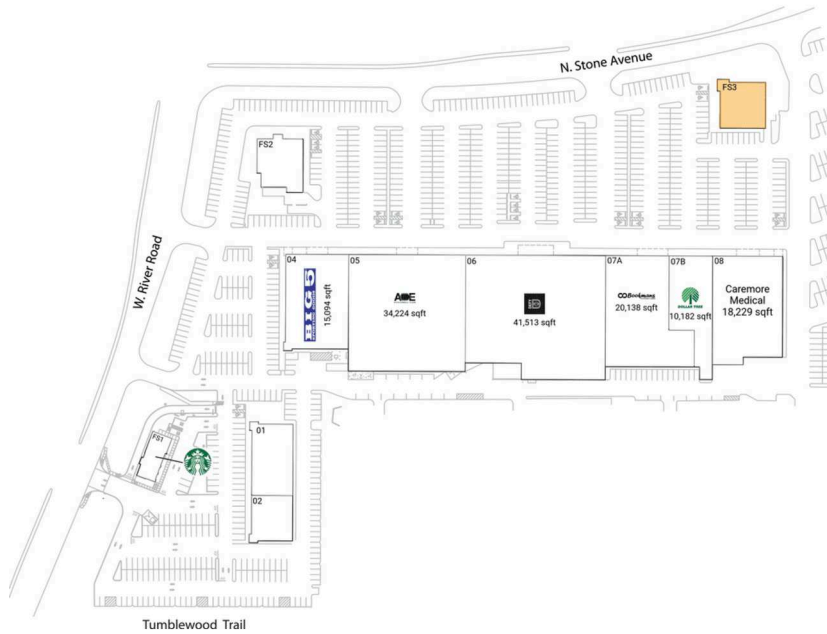 N. Stone Avenue
FS3
FS2
W. River Road
04
05
06
07A
07B
08
BIG 5
SPORTING GOODS
15,094 sqft
34,224 sqft
41,513 sqft
Bookmans
20,138 sqft
DOLLAR TREE
10,182 sqft
Caremore
Medical
18,229 sqft
FS1
01
02
Tumblewood Trail